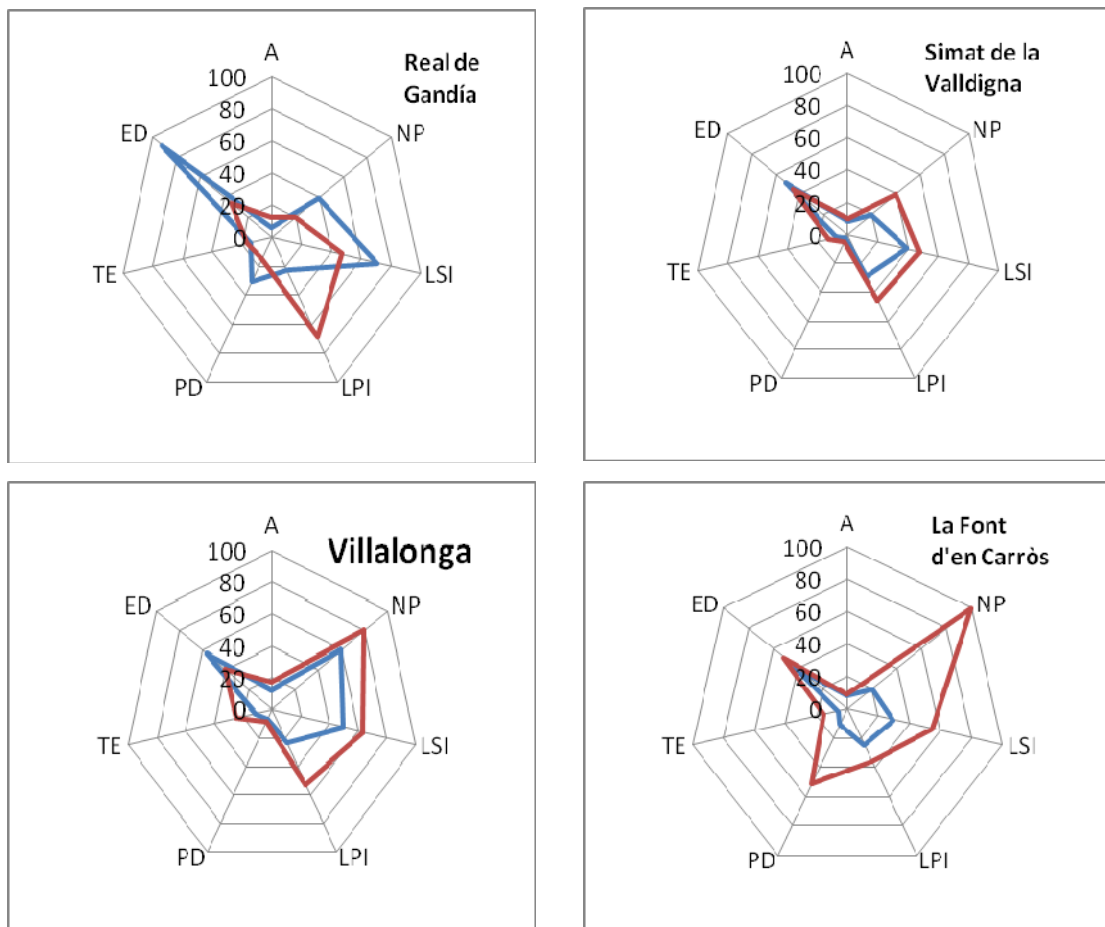 A
Real de
Gandía
100
80
60
40
20
0
ED
NP
TE
LSI
PD
LPI
A
Simat de la
Valldigna
100
80
60
40
20
0
ED
NP
TE
LSI
PD
LPI
A
Villalonga
100
80
60
40
20
0
ED
NP
TE
LSI
PD
LPI
A
La Font
d'en Carròs
100
80
60
40
20
0
ED
NP
TE
LSI
PD
LPI